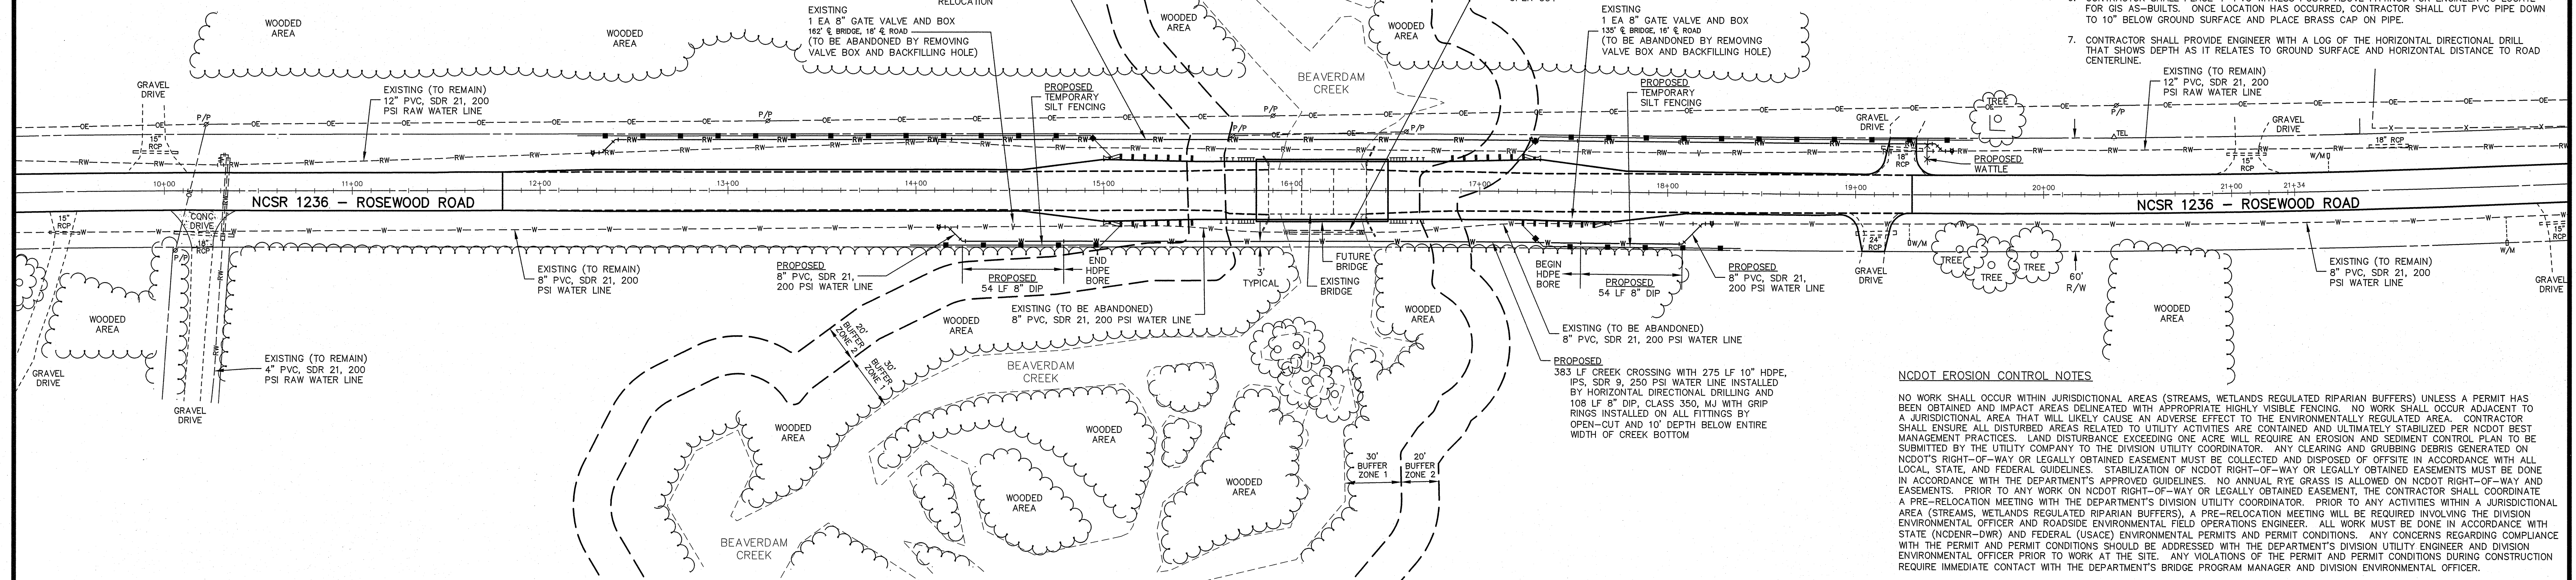 RELOCATION
EXISTING
1 EA 8" GATE VALVE AND BOX
162' ℄ BRIDGE, 18' ℄ ROAD
(TO BE ABANDONED BY REMOVING
VALVE BOX AND BACKFILLING HOLE)
EXISTING
1 EA 8" GATE VALVE AND BOX
135' ℄ BRIDGE, 16' ℄ ROAD
(TO BE ABANDONED BY REMOVING
VALVE BOX AND BACKFILLING HOLE)
FOR GIS AS-BUILTS. ONCE LOCATION HAS OCCURRED, CONTRACTOR SHALL CUT PVC PIPE DOWN
TO 10" BELOW GROUND SURFACE AND PLACE BRASS CAP ON PIPE.
7. CONTRACTOR SHALL PROVIDE ENGINEER WITH A LOG OF THE HORIZONTAL DIRECTIONAL DRILL
THAT SHOWS DEPTH AS IT RELATES TO GROUND SURFACE AND HORIZONTAL DISTANCE TO ROAD
CENTERLINE.
WOODED
AREA
WOODED
AREA
WOODED
AREA
WOODED
AREA
BEAVERDAM
CREEK
GRAVEL
DRIVE
EXISTING (TO REMAIN)
12" PVC, SDR 21, 200
PSI RAW WATER LINE
PROPOSED
TEMPORARY
SILT FENCING
PROPOSED
TEMPORARY
SILT FENCING
EXISTING (TO REMAIN)
12" PVC, SDR 21, 200
PSI RAW WATER LINE
P/P
P/P
P/P
P/P
P/P
P/P
TREE
TEL
GRAVEL
DRIVE
GRAVEL
DRIVE
15"
RCP
18"
RCP
PROPOSED
WATTLE
15"
RCP
W/M
18" RCP
10+00
11+00
12+00
13+00
14+00
15+00
16+00
17+00
18+00
19+00
20+00
21+00
21+34
NCSR 1236 - ROSEWOOD ROAD
NCSR 1236 - ROSEWOOD ROAD
15"
RCP
CONC
DRIVE
18"
RCP
P/P
24"
RCP
W/M
W/M
15"
RCP
EXISTING (TO REMAIN)
8" PVC, SDR 21, 200
PSI WATER LINE
PROPOSED
8" PVC, SDR 21,
200 PSI WATER LINE
PROPOSED
54 LF 8" DIP
END
HDPE
BORE
3'
TYPICAL
FUTURE
BRIDGE
EXISTING
BRIDGE
BEGIN
HDPE
BORE
PROPOSED
54 LF 8" DIP
PROPOSED
8" PVC, SDR 21,
200 PSI WATER LINE
GRAVEL
DRIVE
TREE
TREE
TREE
60'
R/W
EXISTING (TO REMAIN)
8" PVC, SDR 21, 200
PSI WATER LINE
GRAVEL
DRIVE
WOODED
AREA
WOODED
AREA
WOODED
AREA
WOODED
AREA
EXISTING (TO BE ABANDONED)
8" PVC, SDR 21, 200 PSI WATER LINE
EXISTING (TO BE ABANDONED)
8" PVC, SDR 21, 200 PSI WATER LINE
20'
BUFFER
ZONE 2
30'
BUFFER
ZONE 1
EXISTING (TO REMAIN)
4" PVC, SDR 21, 200
PSI RAW WATER LINE
GRAVEL
DRIVE
GRAVEL
DRIVE
BEAVERDAM
CREEK
PROPOSED
383 LF CREEK CROSSING WITH 275 LF 10" HDPE,
IPS, SDR 9, 250 PSI WATER LINE INSTALLED
BY HORIZONTAL DIRECTIONAL DRILLING AND
108 LF 8" DIP, CLASS 350, MJ WITH GRIP
RINGS INSTALLED ON ALL FITTINGS BY
OPEN-CUT AND 10' DEPTH BELOW ENTIRE
WIDTH OF CREEK BOTTOM
WOODED
AREA
WOODED
AREA
WOODED
AREA
WOODED
AREA
30'
BUFFER
ZONE 1
20'
BUFFER
ZONE 2
BEAVERDAM
CREEK
NCDOT EROSION CONTROL NOTES
NO WORK SHALL OCCUR WITHIN JURISDICTIONAL AREAS (STREAMS, WETLANDS REGULATED RIPARIAN BUFFERS) UNLESS A PERMIT HAS
BEEN OBTAINED AND IMPACT AREAS DELINEATED WITH APPROPRIATE HIGHLY VISIBLE FENCING. NO WORK SHALL OCCUR ADJACENT TO
A JURISDICTIONAL AREA THAT WILL LIKELY CAUSE AN ADVERSE EFFECT TO THE ENVIRONMENTALLY REGULATED AREA. CONTRACTOR
SHALL ENSURE ALL DISTURBED AREAS RELATED TO UTILITY ACTIVITIES ARE CONTAINED AND ULTIMATELY STABILIZED PER NCDOT BEST
MANAGEMENT PRACTICES. LAND DISTURBANCE EXCEEDING ONE ACRE WILL REQUIRE AN EROSION AND SEDIMENT CONTROL PLAN TO BE
SUBMITTED BY THE UTILITY COMPANY TO THE DIVISION UTILITY COORDINATOR. ANY CLEARING AND GRUBBING DEBRIS GENERATED ON
NCDOT'S RIGHT-OF-WAY OR LEGALLY OBTAINED EASEMENT MUST BE COLLECTED AND DISPOSED OF OFFSITE IN ACCORDANCE WITH ALL
LOCAL, STATE, AND FEDERAL GUIDELINES. STABILIZATION OF NCDOT RIGHT-OF-WAY OR LEGALLY OBTAINED EASEMENTS MUST BE DONE
IN ACCORDANCE WITH THE DEPARTMENT'S APPROVED GUIDELINES. NO ANNUAL RYE GRASS IS ALLOWED ON NCDOT RIGHT-OF-WAY AND
EASEMENTS. PRIOR TO ANY WORK ON NCDOT RIGHT-OF-WAY OR LEGALLY OBTAINED EASEMENT, THE CONTRACTOR SHALL COORDINATE
A PRE-RELOCATION MEETING WITH THE DEPARTMENT'S DIVISION UTILITY COORDINATOR. PRIOR TO ANY ACTIVITIES WITHIN A JURISDICTIONAL
AREA (STREAMS, WETLANDS REGULATED RIPARIAN BUFFERS), A PRE-RELOCATION MEETING WILL BE REQUIRED INVOLVING THE DIVISION
ENVIRONMENTAL OFFICER AND ROADSIDE ENVIRONMENTAL FIELD OPERATIONS ENGINEER. ALL WORK MUST BE DONE IN ACCORDANCE WITH
STATE (NCDENR-DWR) AND FEDERAL (USACE) ENVIRONMENTAL PERMITS AND PERMIT CONDITIONS. ANY CONCERNS REGARDING COMPLIANCE
WITH THE PERMIT AND PERMIT CONDITIONS SHOULD BE ADDRESSED WITH THE DEPARTMENT'S DIVISION UTILITY ENGINEER AND DIVISION
ENVIRONMENTAL OFFICER PRIOR TO WORK AT THE SITE. ANY VIOLATIONS OF THE PERMIT AND PERMIT CONDITIONS DURING CONSTRUCTION
REQUIRE IMMEDIATE CONTACT WITH THE DEPARTMENT'S BRIDGE PROGRAM MANAGER AND DIVISION ENVIRONMENTAL OFFICER.